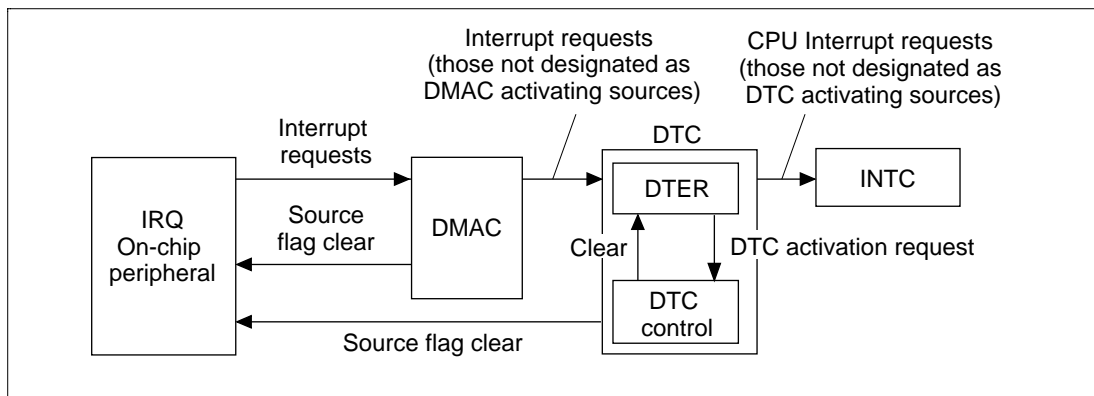 Interrupt requests
(those not designated as
DMAC activating sources)
CPU Interrupt requests
(those not designated as
DTC activating sources)
Interrupt
requests
DTC
IRQ
On-chip
peripheral
Source
flag clear
DMAC
DTER
INTC
Clear
DTC activation request
DTC
control
Source flag clear